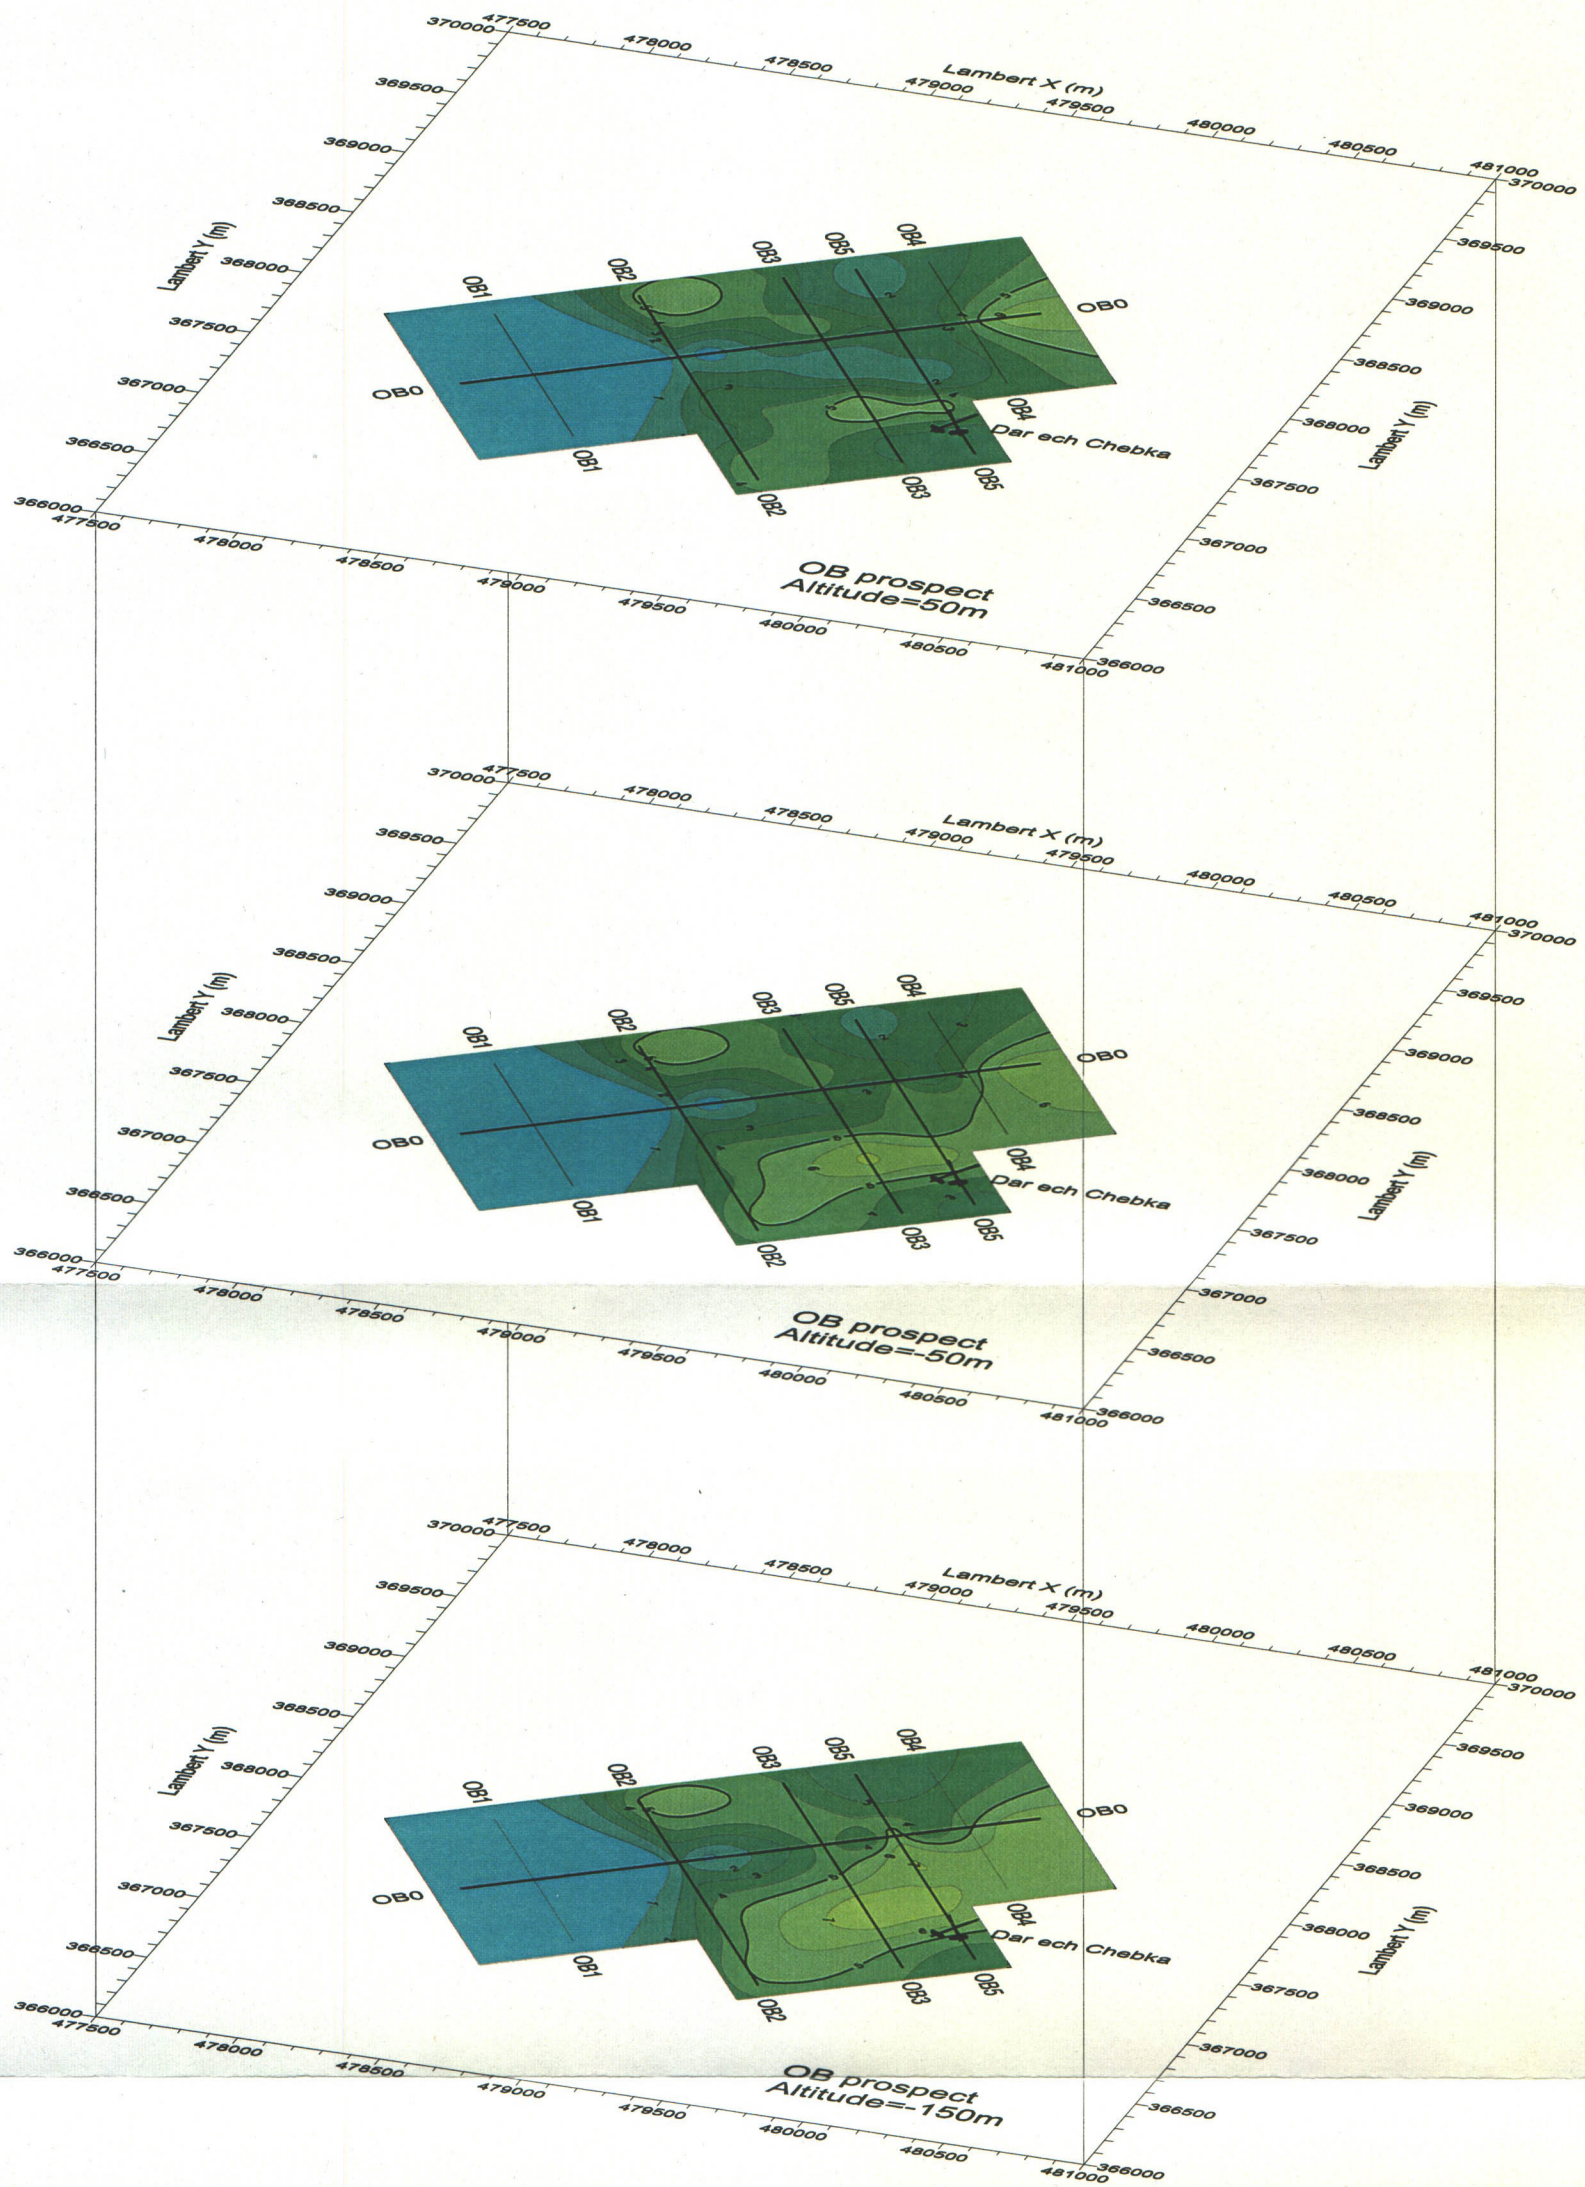 477500
370000
478000
478500
Lambert X (m)
479000
479500
480000
480500
481000
370000
369500
369000
368500
Lambert Y (m)
368000
367500
367000
366500
366000
477500
369500
369000
368500
Lambert Y (m)
368000
367500
367000
366500
366000
OB1
OB2
OB3
OB5
OB4
OB0
OB0
OB1
OB2
OB3
OB5
OB4
Dar ech Chebka
478000
478500
479000
479500
480000
480500
481000
OB prospect
Altitude=50m
477500
370000
478000
478500
Lambert X (m)
479000
479500
480000
480500
481000
370000
369500
369000
368500
Lambert Y (m)
368000
367500
367000
366500
366000
477500
369500
369000
368500
Lambert Y (m)
368000
367500
367000
366500
366000
OB1
OB2
OB3
OB5
OB4
OB0
OB0
OB1
OB2
OB3
OB5
OB4
Dar ech Chebka
478000
478500
479000
479500
480000
480500
481000
OB prospect
Altitude=-50m
477500
370000
478000
478500
Lambert X (m)
479000
479500
480000
480500
481000
370000
369500
369000
368500
Lambert Y (m)
368000
367500
367000
366500
366000
477500
369500
369000
368500
Lambert Y (m)
368000
367500
367000
366500
366000
OB1
OB2
OB3
OB5
OB4
OB0
OB0
OB1
OB2
OB3
OB5
OB4
Dar ech Chebka
478000
478500
479000
479500
480000
480500
481000
OB prospect
Altitude=-150m